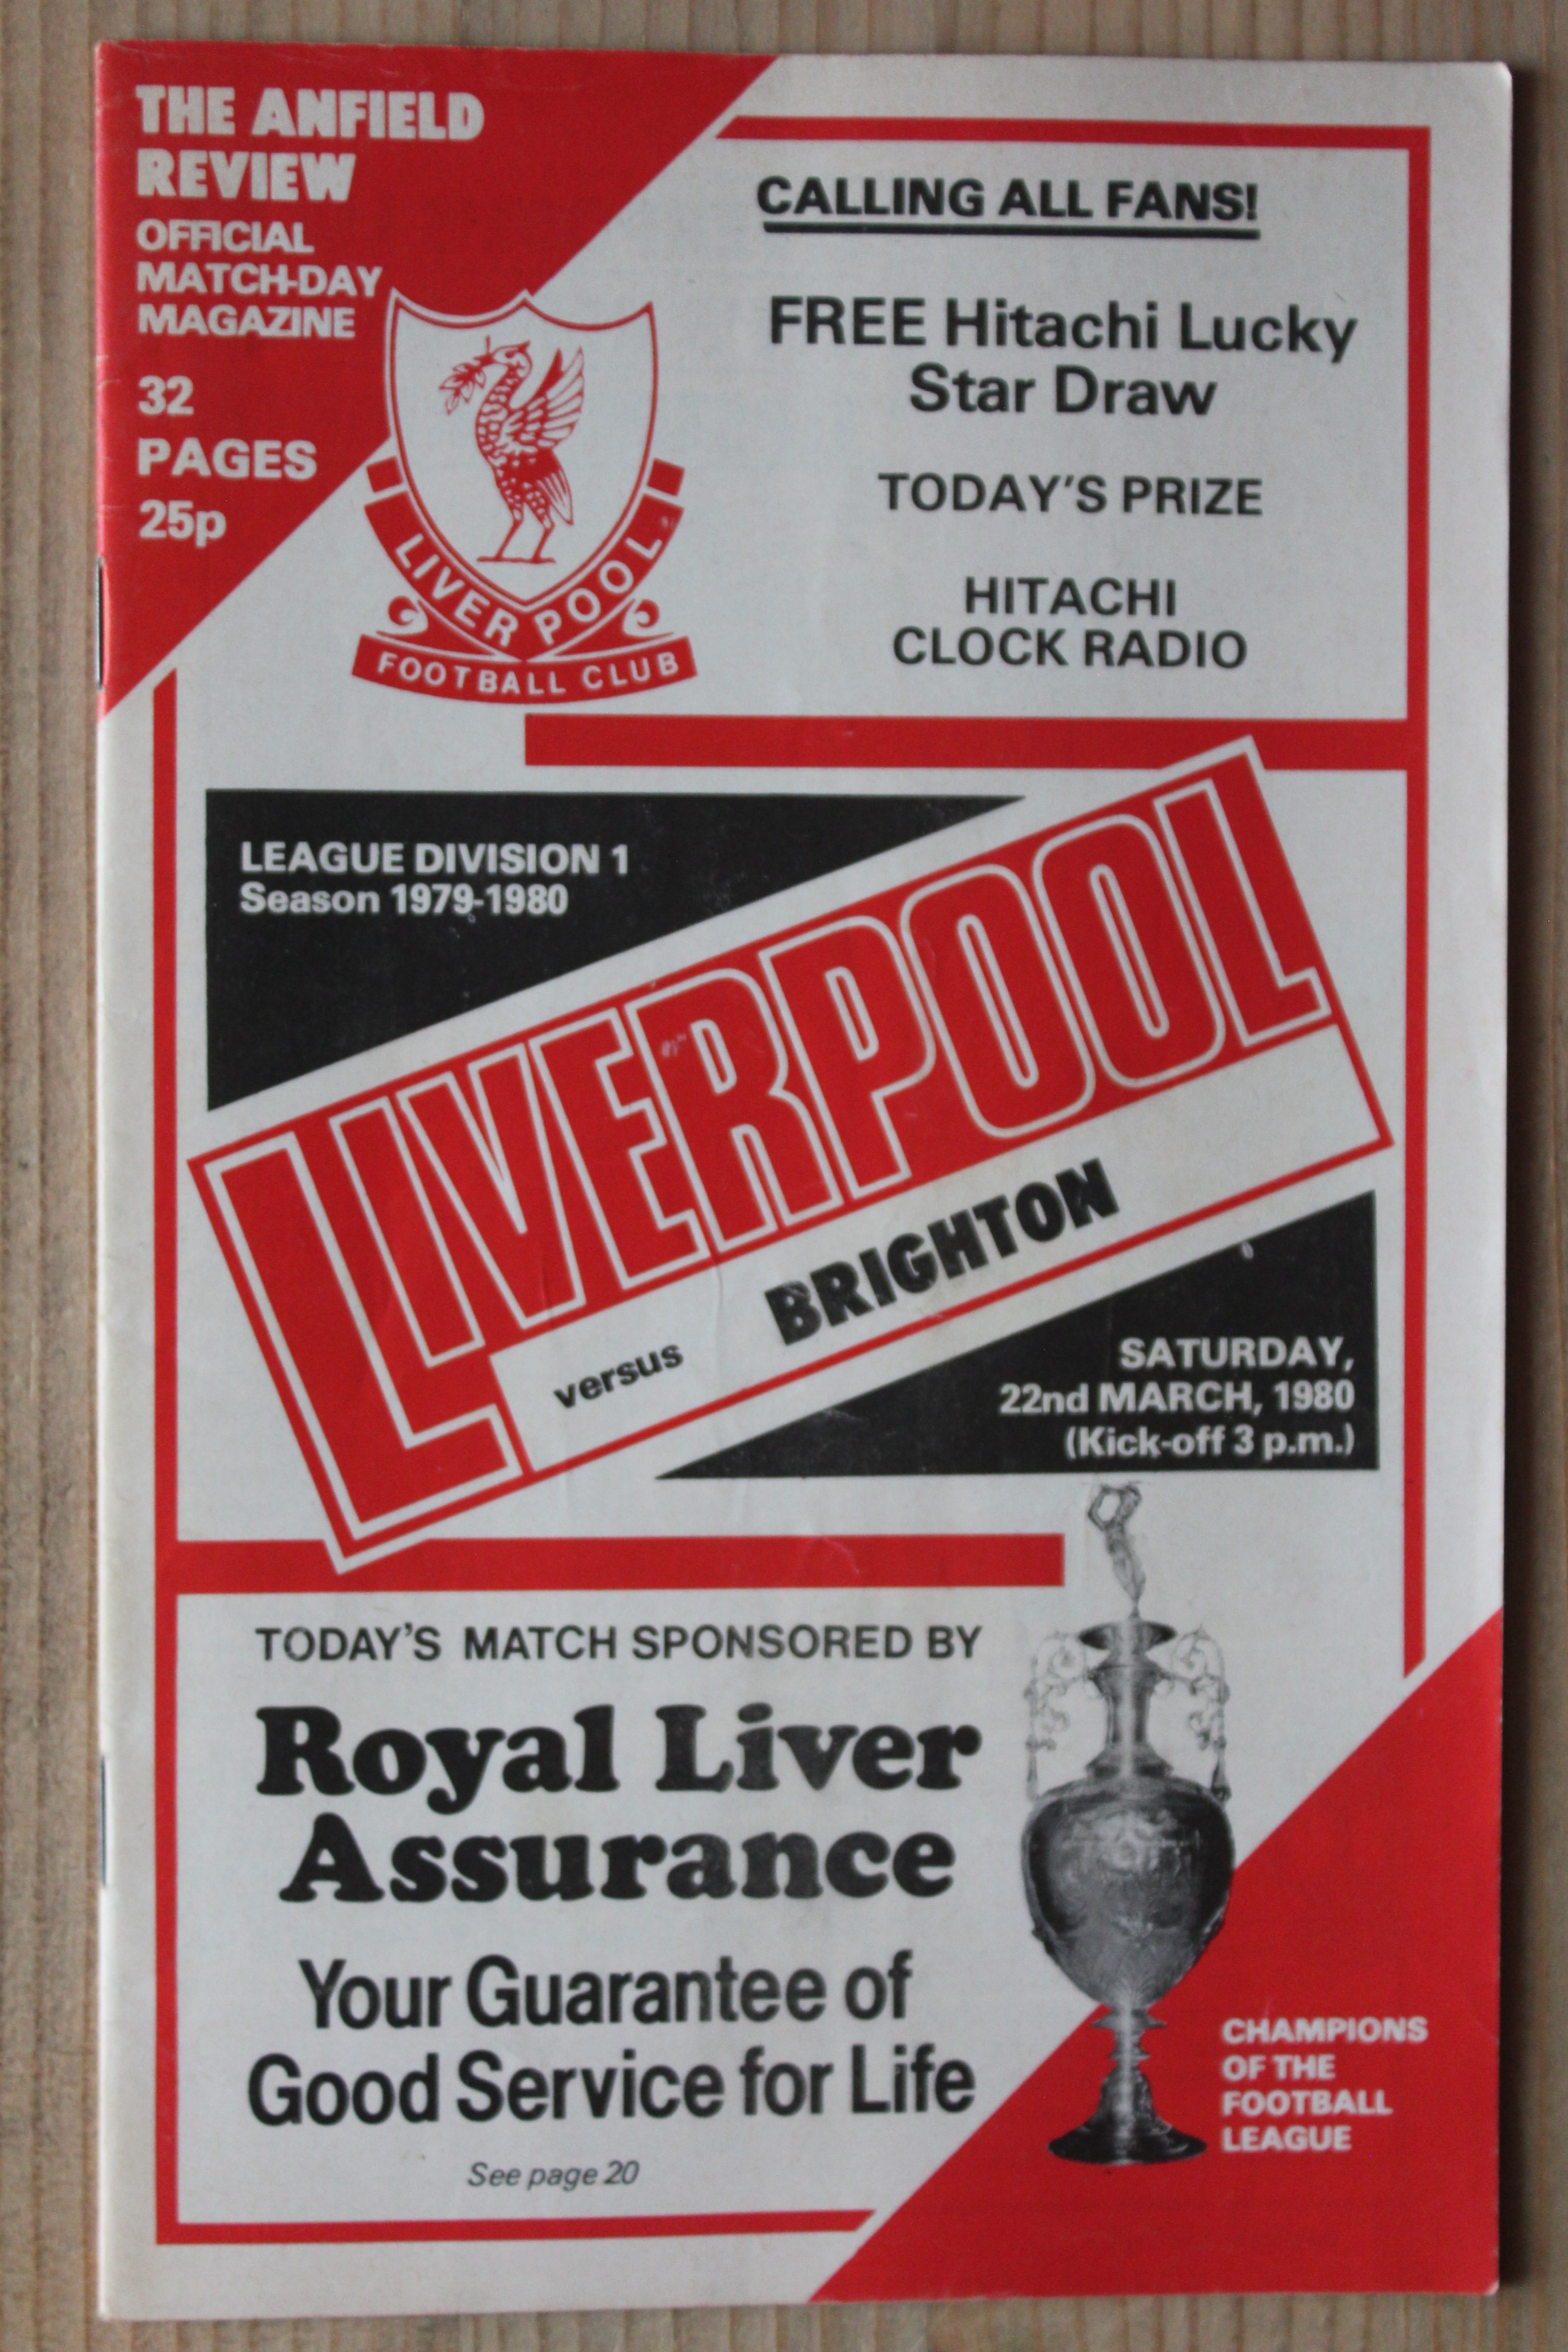 THE ANFIELD
REVIEW
OFFICIAL
MATCH-DAY
MAGAZINE
32
PAGES
25p
LIVERPOOL
FOOTBALL CLUB
CALLING ALL FANS!
FREE Hitachi Lucky
Star Draw
TODAY'S PRIZE
HITACHI
CLOCK RADIO
LEAGUE DIVISION 1
Season 1979-1980
LIVERPOOL
versus BRIGHTON
SATURDAY,
22nd MARCH, 1980
(Kick-off 3 p.m.)
TODAY'S MATCH SPONSORED BY
Royal Liver
Assurance
Your Guarantee of
Good Service for Life
See page 20
CHAMPIONS
OF THE
FOOTBALL
LEAGUE